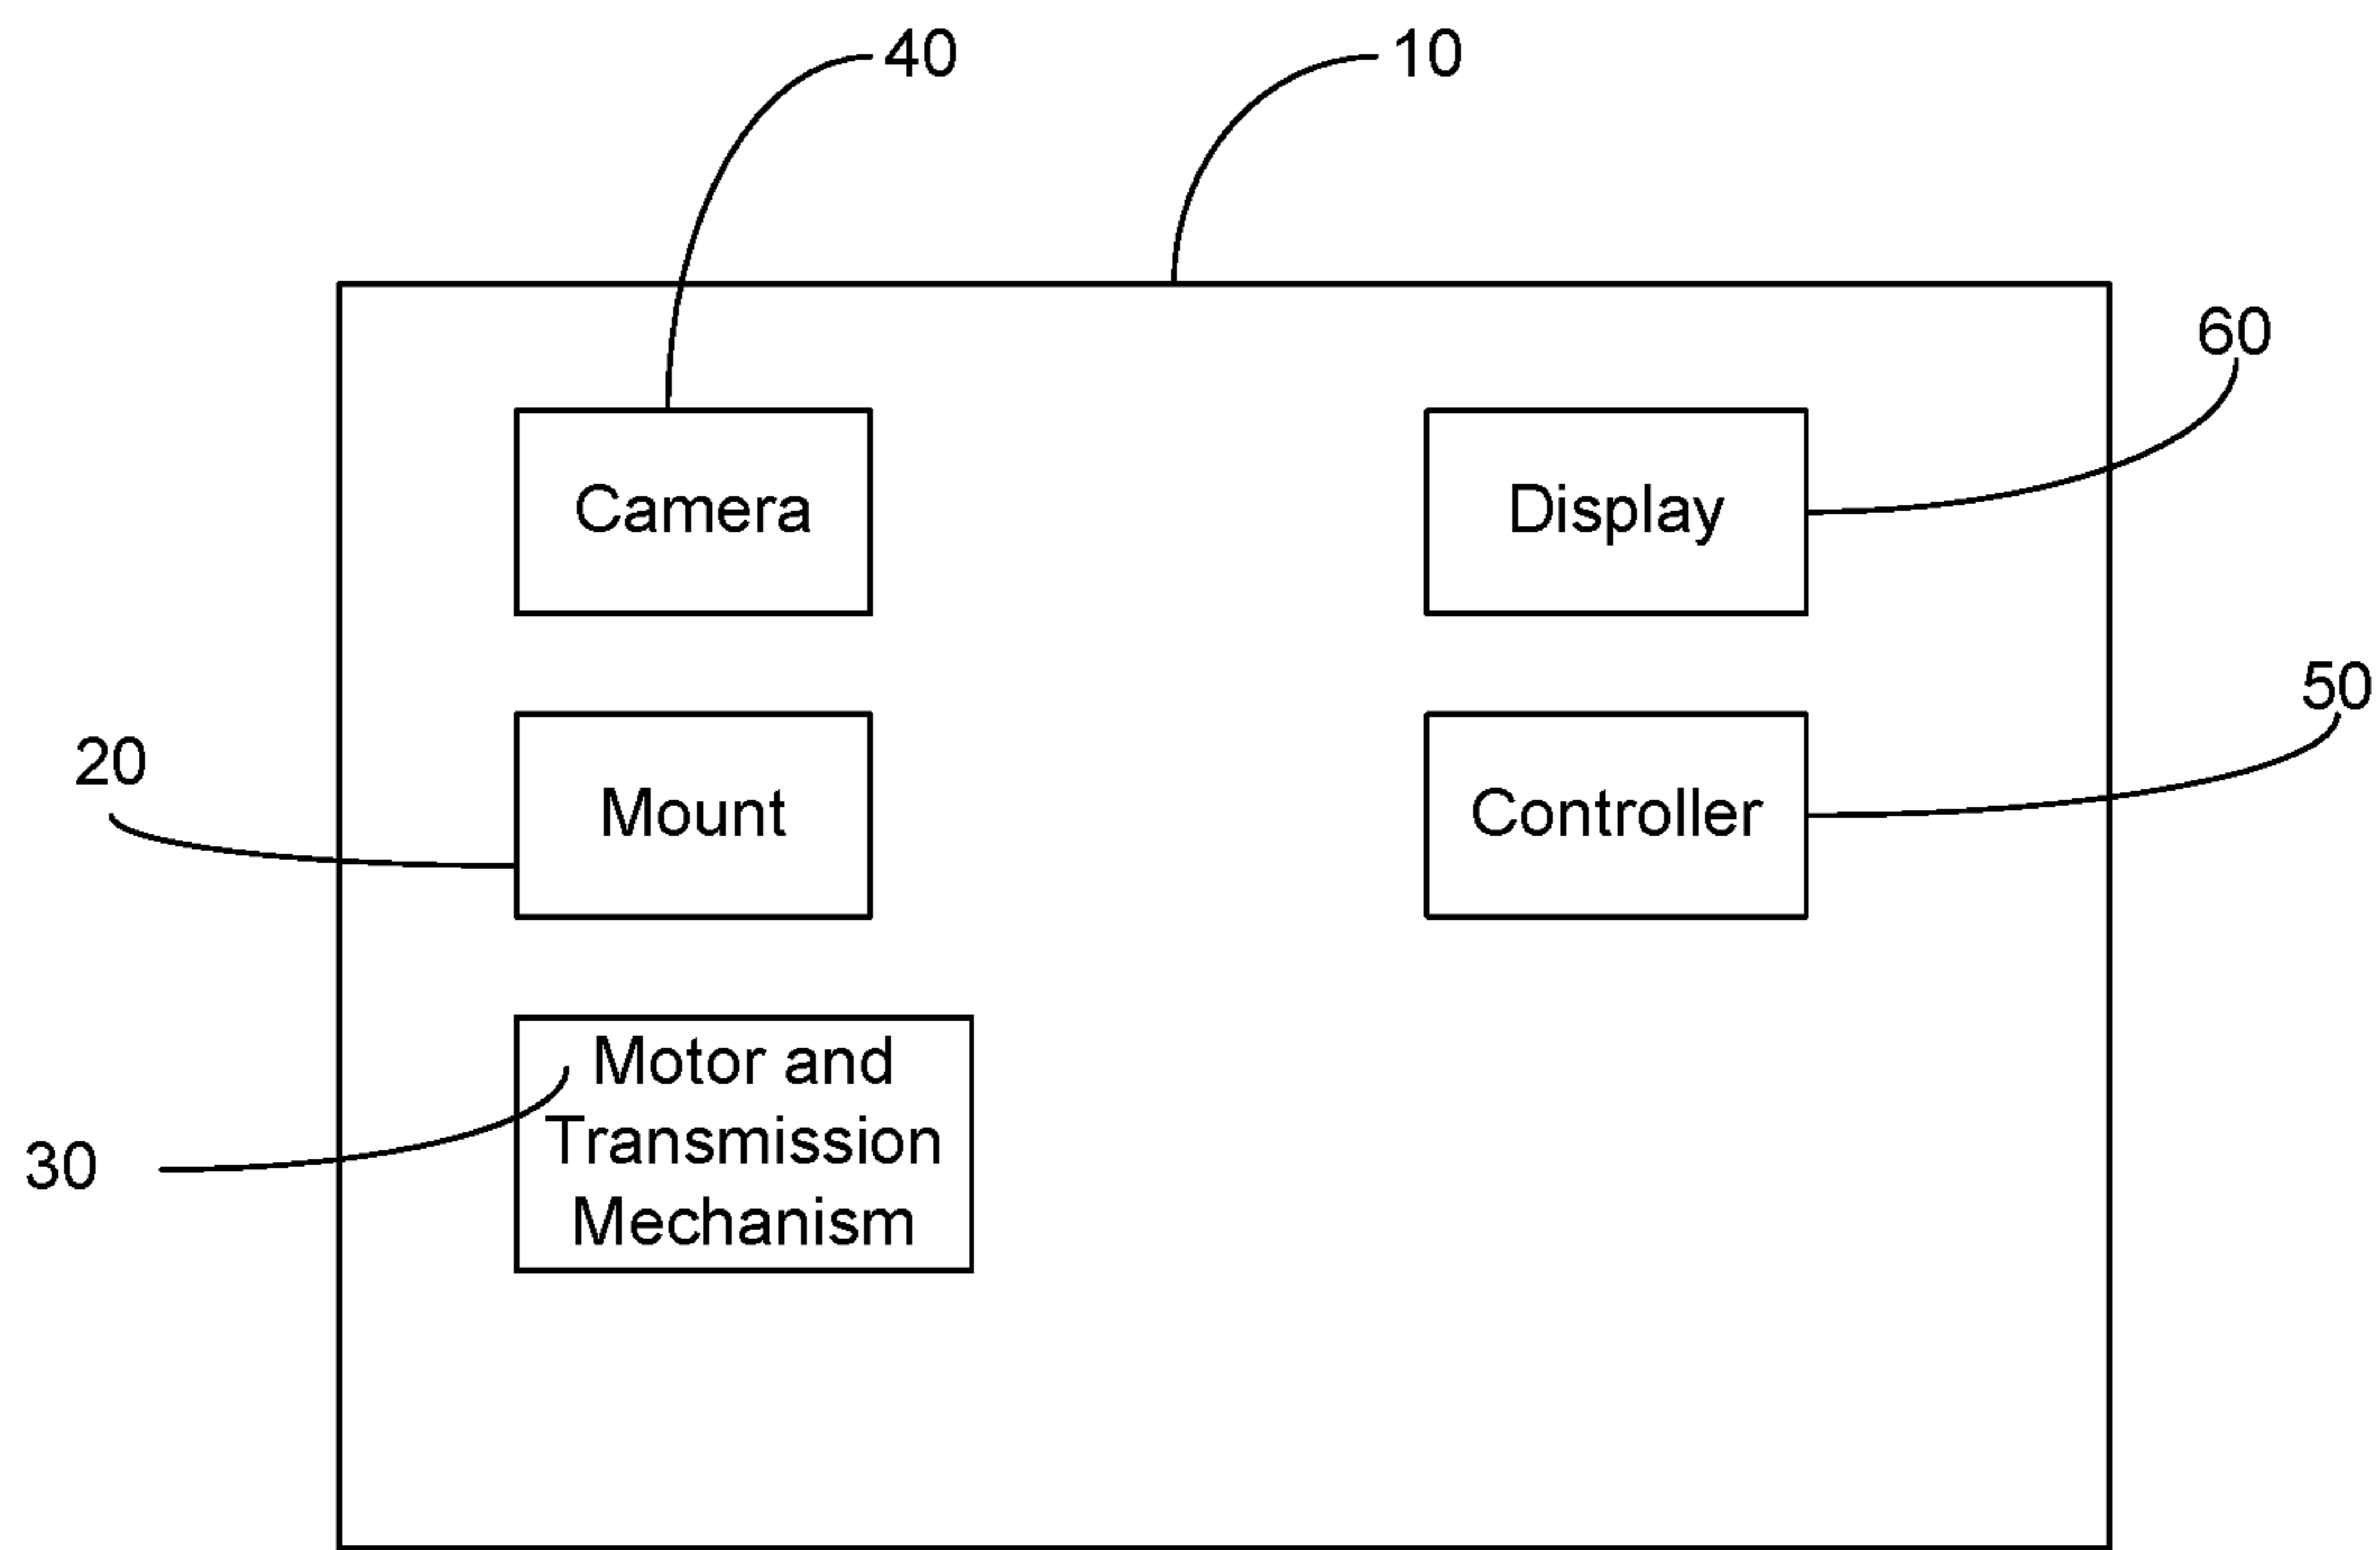 40
10
60
Camera
Display
50
20
Mount
Controller
Motor and
Transmission
Mechanism
30